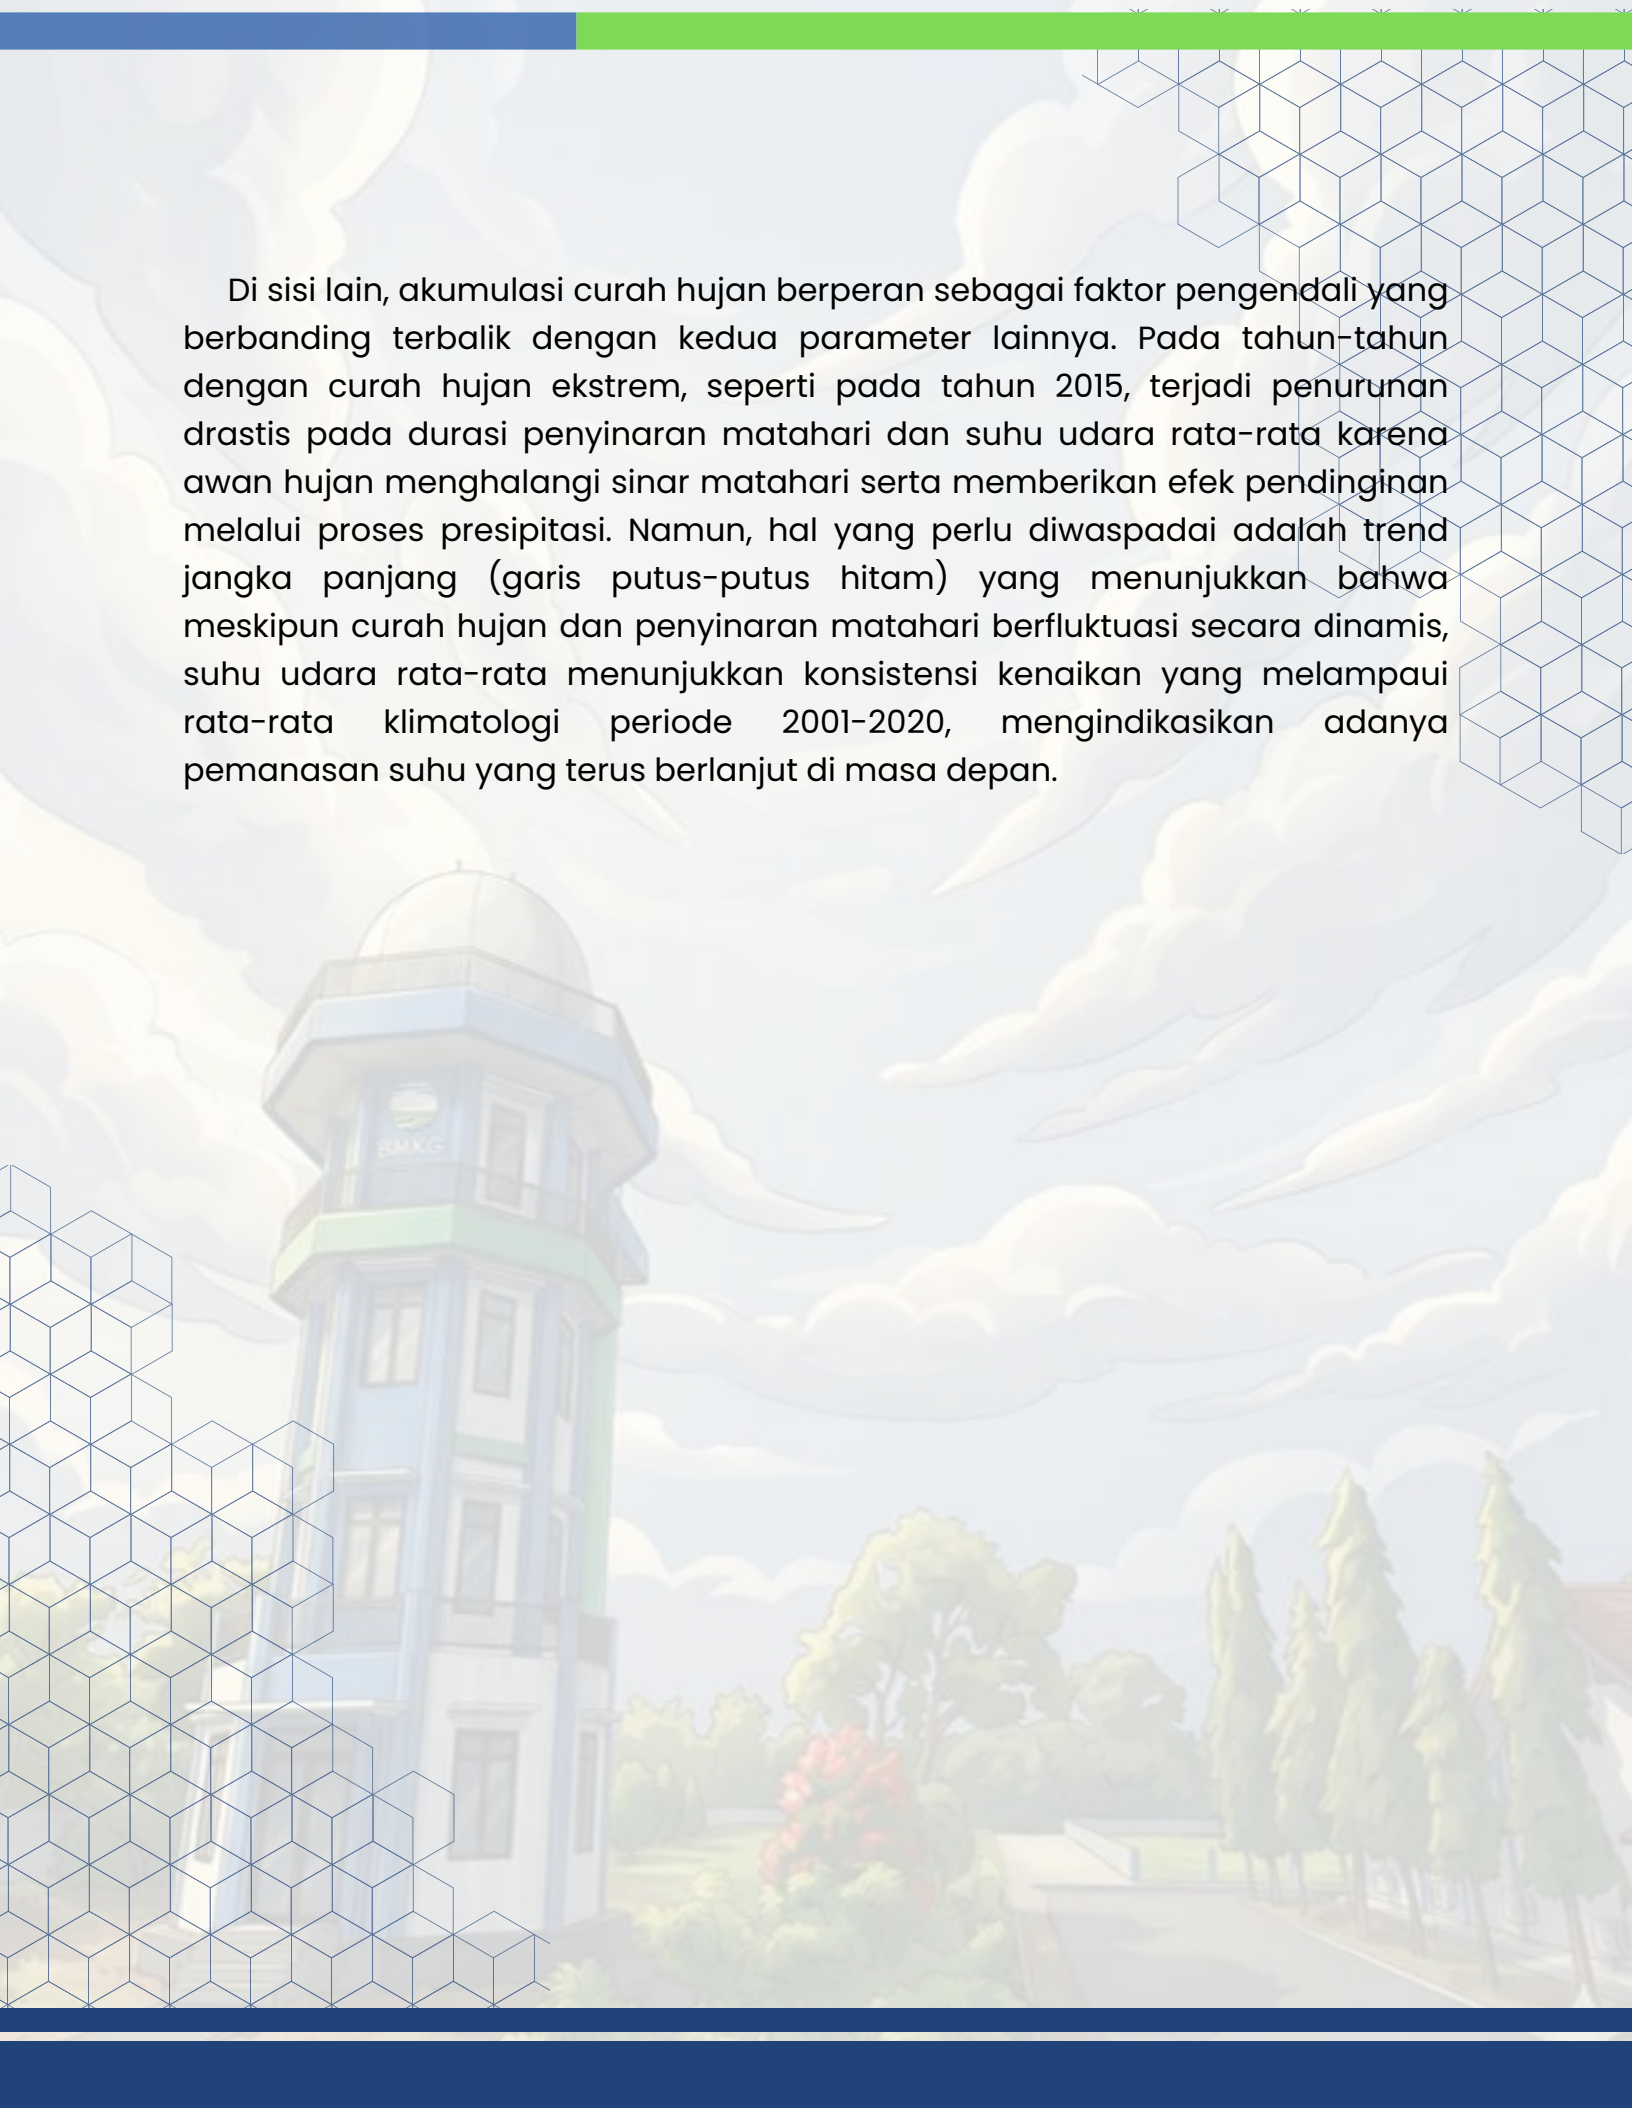 Di sisi lain, akumulasi curah hujan berperan sebagai faktor pengendali yang
berbanding terbalik dengan kedua parameter lainnya. Pada tahun-tahun
dengan curah hujan ekstrem, seperti pada tahun 2015, terjadi penurunan
drastis pada durasi penyinaran matahari dan suhu udara rata-rata karena
awan hujan menghalangi sinar matahari serta memberikan efek pendinginan
melalui proses presipitasi. Namun, hal yang perlu diwaspadai adalah trend
jangka panjang (garis putus-putus hitam) yang menunjukkan bahwa
meskipun curah hujan dan penyinaran matahari berfluktuasi secara dinamis,
suhu udara rata-rata menunjukkan konsistensi kenaikan yang melampaui
rata-rata klimatologi periode 2001-2020, mengindikasikan adanya
pemanasan suhu yang terus berlanjut di masa depan.
BMKG